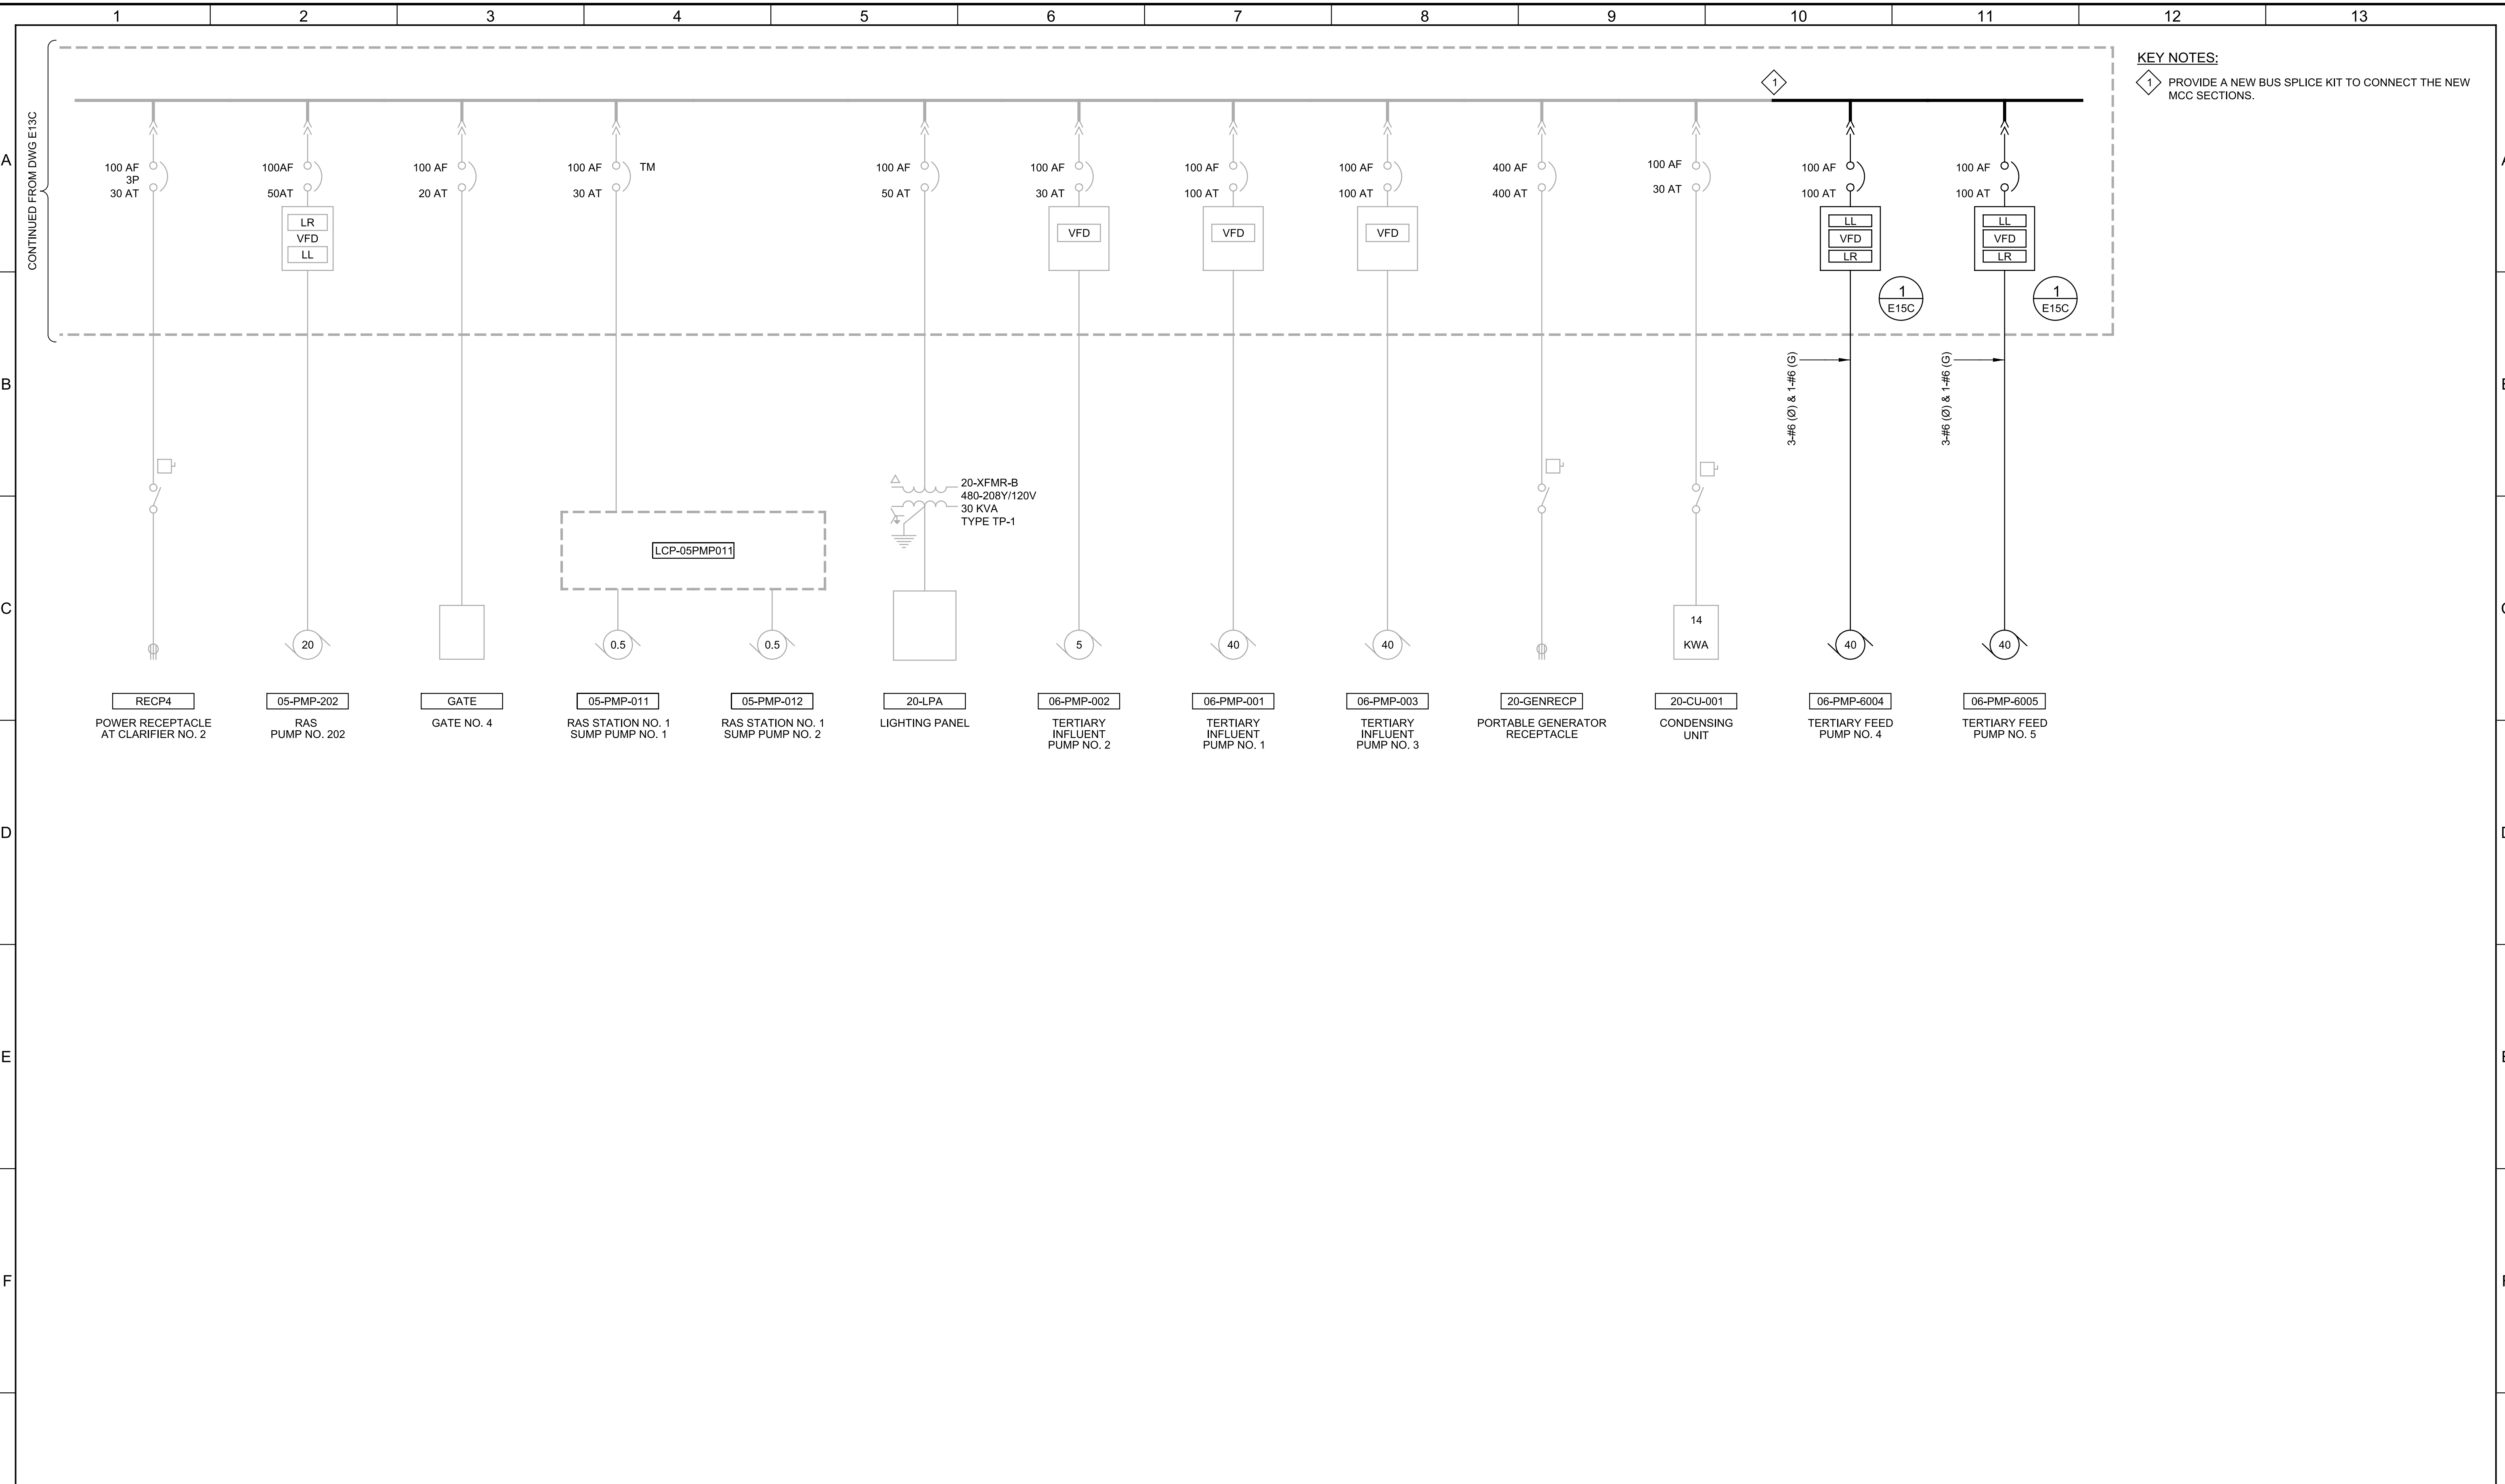 1 2 3 4 5 6 7 8 9 10 11 12 13
KEY NOTES:
1 PROVIDE A NEW BUS SPLICE KIT TO CONNECT THE NEW
MCC SECTIONS.
1
CONTINUED FROM DWG E13C
A
B
C
D
E
F
100 AF
3P
30 AT
100AF
50AT
LR
VFD
LL
100 AF
20 AT
100 AF
TM
30 AT
100 AF
50 AT
100 AF
30 AT
VFD
100 AF
100 AT
VFD
100 AF
100 AT
VFD
400 AF
400 AT
100 AF
30 AT
100 AF
100 AT
LL
VFD
LR
1
E15C
100 AF
100 AT
LL
VFD
LR
1
E15C
3-#6 (Ø) & 1-#6 (G)
3-#6 (Ø) & 1-#6 (G)
20-XFMR-B
480-208Y/120V
30 KVA
TYPE TP-1
LCP-05PMP011
20
0.5
0.5
5
40
40
14
KWA
40
40
RECP4
POWER RECEPTACLE
AT CLARIFIER NO. 2
05-PMP-202
RAS
PUMP NO. 202
GATE
GATE NO. 4
05-PMP-011
RAS STATION NO. 1
SUMP PUMP NO. 1
05-PMP-012
RAS STATION NO. 1
SUMP PUMP NO. 2
20-LPA
LIGHTING PANEL
06-PMP-002
TERTIARY
INFLUENT
PUMP NO. 2
06-PMP-001
TERTIARY
INFLUENT
PUMP NO. 1
06-PMP-003
TERTIARY
INFLUENT
PUMP NO. 3
20-GENRECP
PORTABLE GENERATOR
RECEPTACLE
20-CU-001
CONDENSING
UNIT
06-PMP-6004
TERTIARY FEED
PUMP NO. 4
06-PMP-6005
TERTIARY FEED
PUMP NO. 5